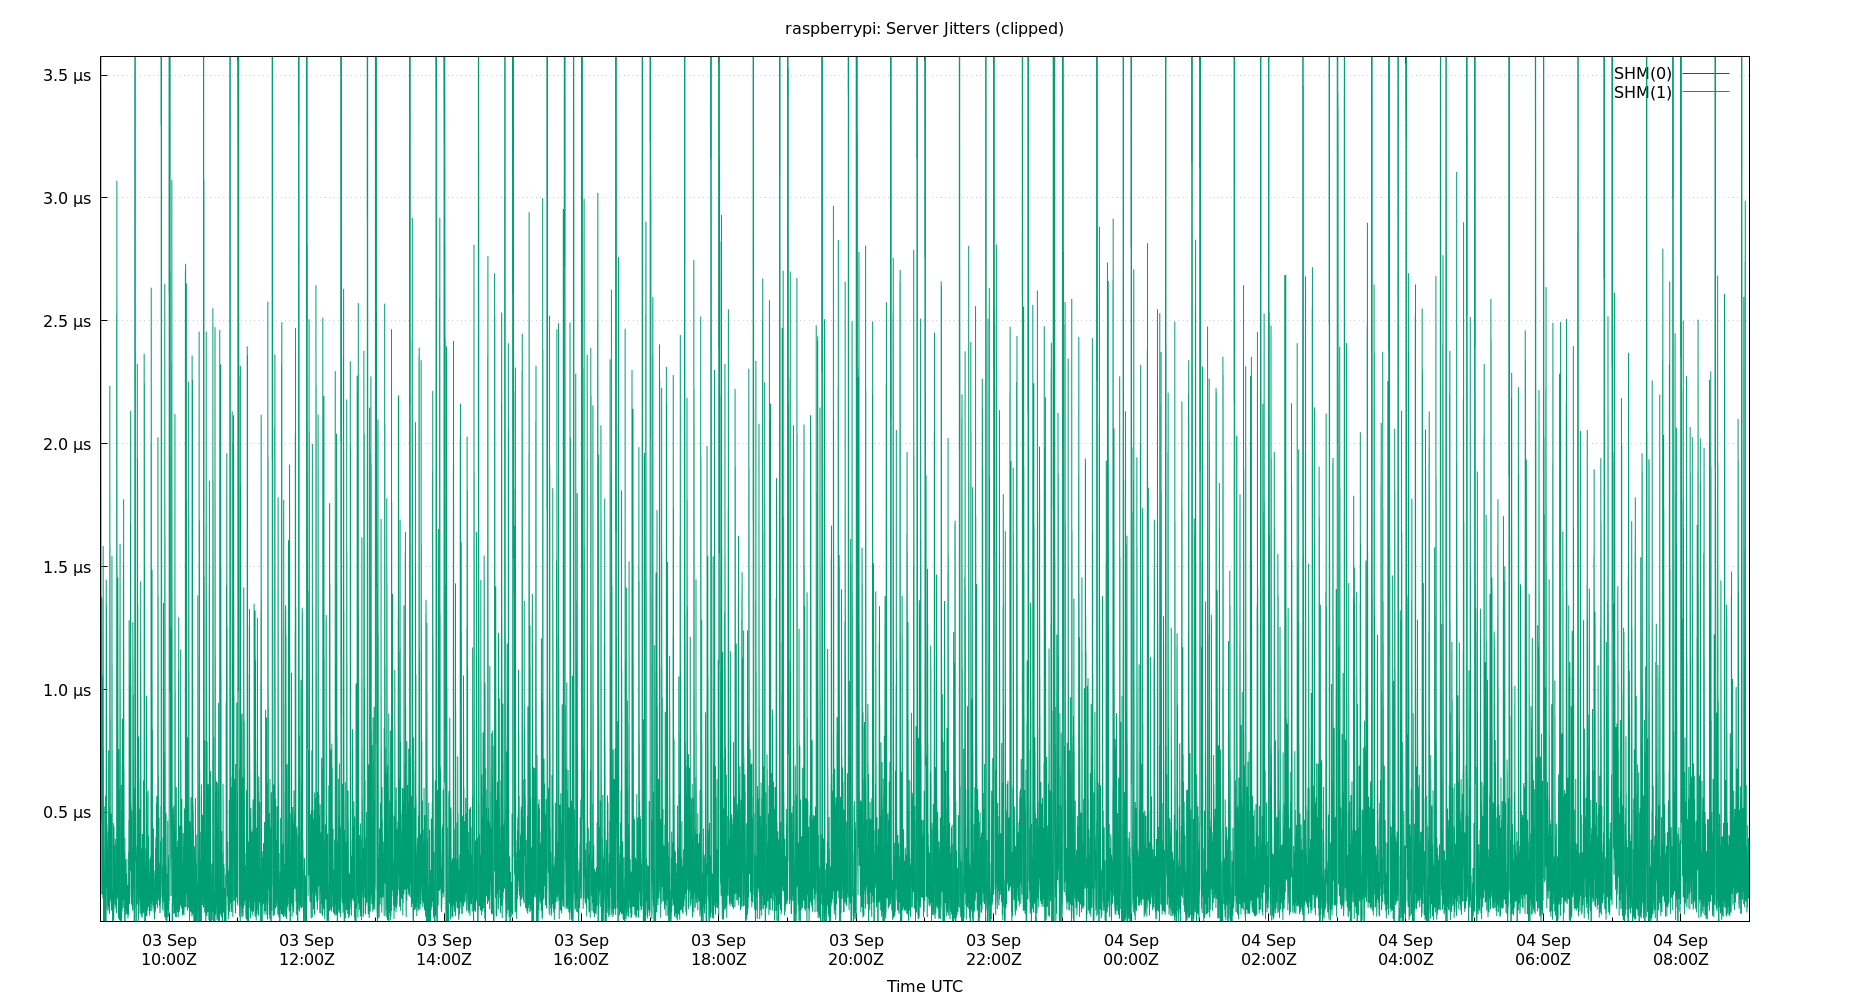 raspberrypi: Server Jitters (clipped)
3.5 µs
3.0 µs
2.5 µs
2.0 µs
1.5 µs
1.0 µs
0.5 µs
SHM(0)
SHM(1)
03 Sep 03 Sep 03 Sep 03 Sep 03 Sep 03 Sep 03 Sep 04 Sep 04 Sep 04 Sep 04 Sep 04 Sep
10:00Z 12:00Z 14:00Z 16:00Z 18:00Z 20:00Z 22:00Z 00:00Z 02:00Z 04:00Z 06:00Z 08:00Z
Time UTC